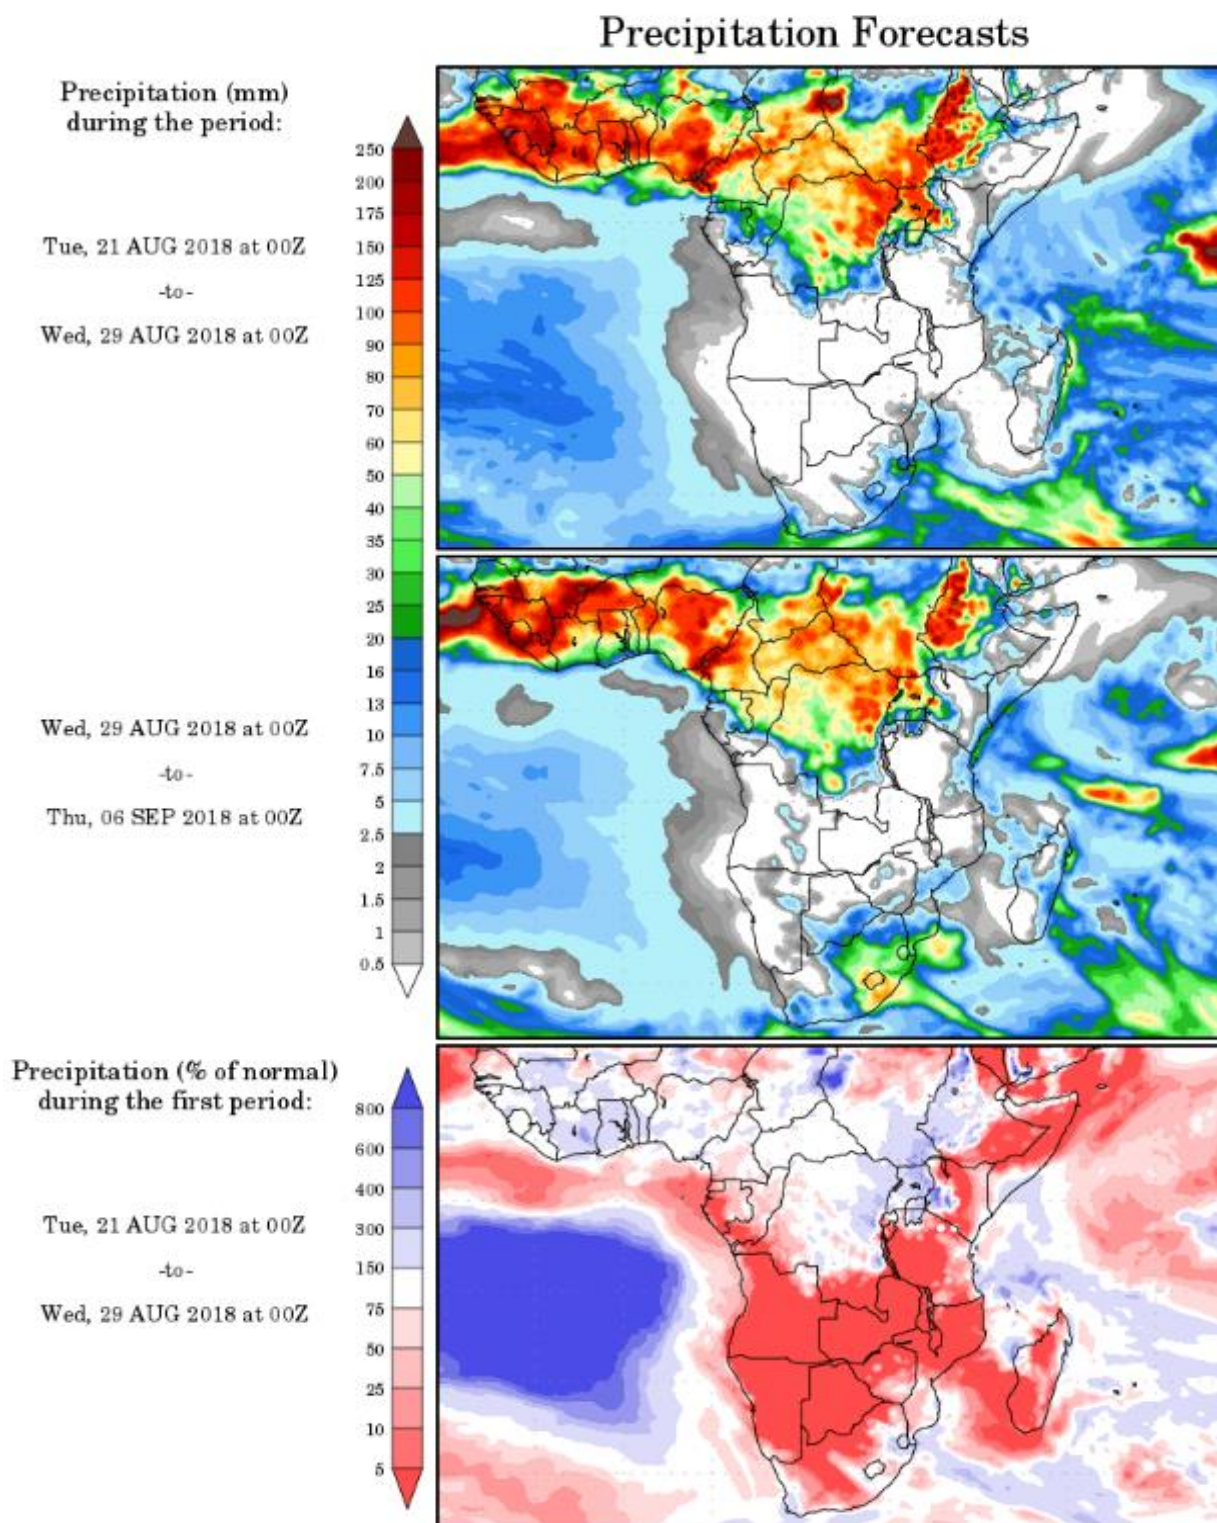 Precipitation Forecasts
Precipitation (mm)
during the period:
Tue, 21 AUG 2018 at 00Z
-to-
Wed, 29 AUG 2018 at 00Z
250
200
175
150
125
100
90
80
70
60
50
40
35
30
25
20
16
13
10
7.5
5
2.5
2
1.5
1
0.5
Wed, 29 AUG 2018 at 00Z
-to-
Thu, 06 SEP 2018 at 00Z
Precipitation (% of normal)
during the first period:
Tue, 21 AUG 2018 at 00Z
-to-
Wed, 29 AUG 2018 at 00Z
800
600
400
300
150
75
50
25
10
5